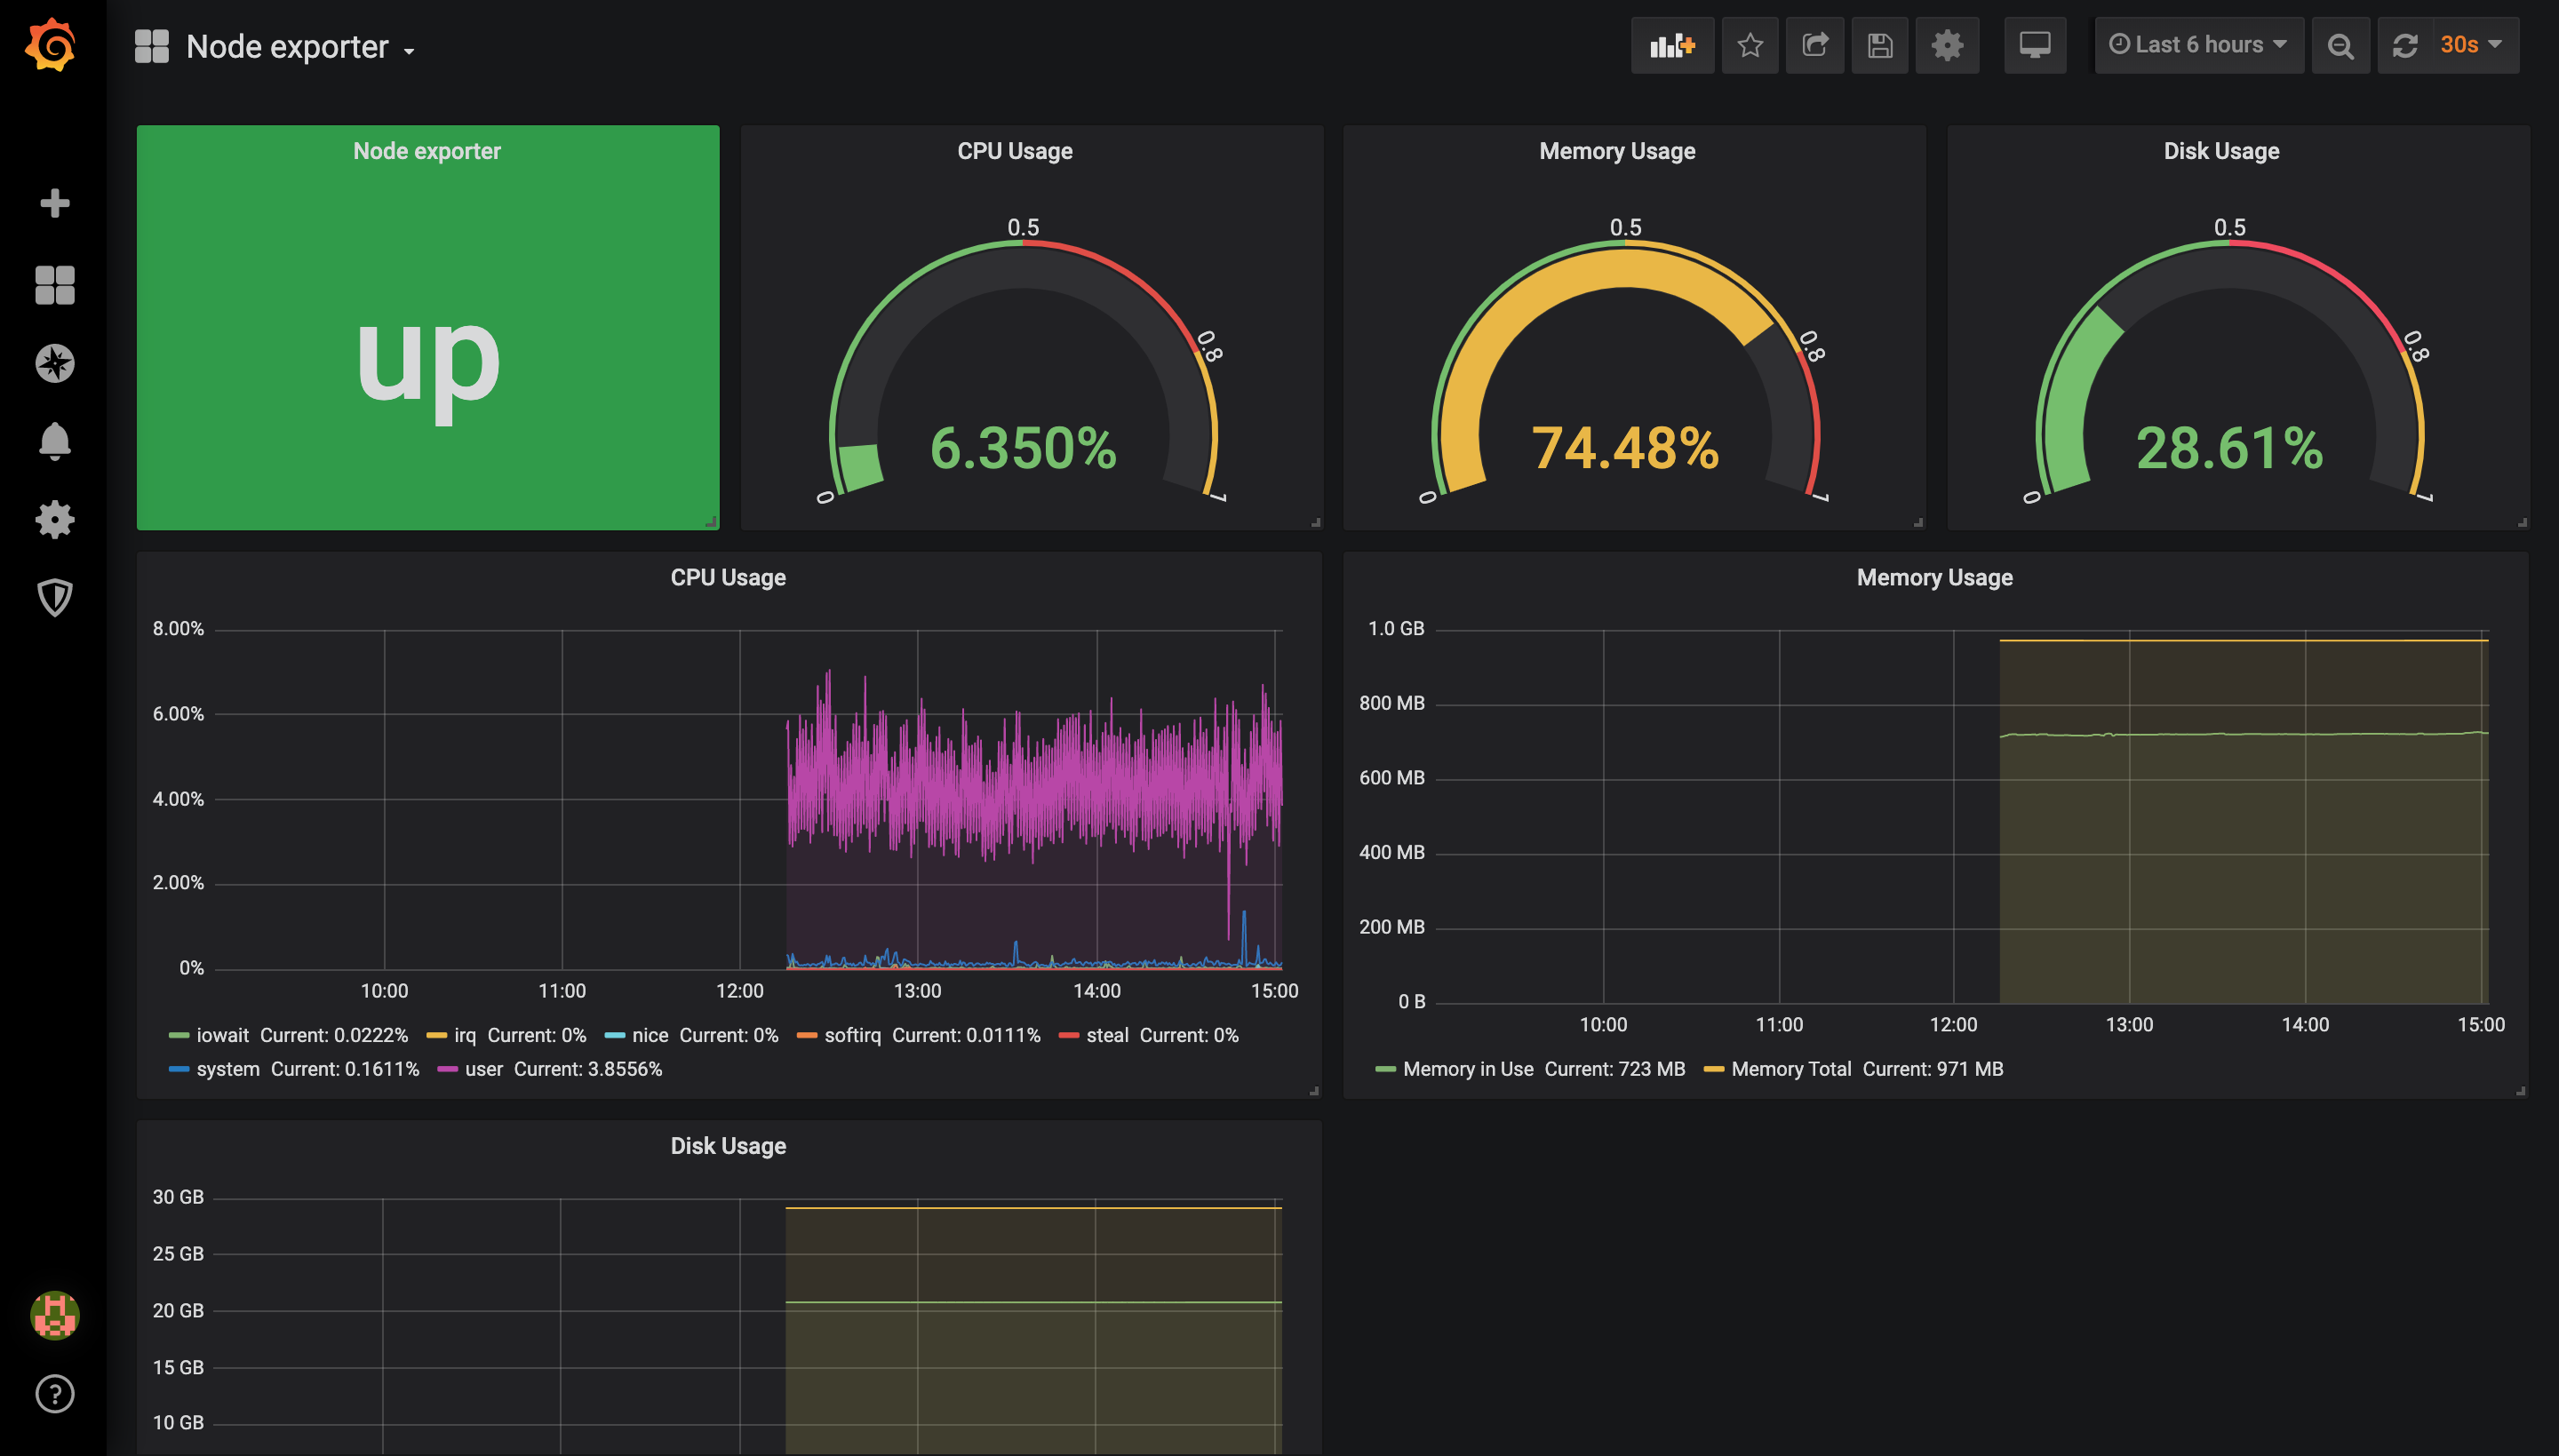 Node exporter
Last 6 hours
30s
Node exporter
up
CPU Usage
0.5
0.8
0
1
6.350%
Memory Usage
0.5
0.8
0
1
74.48%
Disk Usage
0.5
0.8
0
1
28.61%
CPU Usage
8.00%
6.00%
4.00%
2.00%
0%
10:00 11:00 12:00 13:00 14:00 15:00
iowait Current: 0.0222% irq Current: 0% nice Current: 0% softirq Current: 0.0111% steal Current: 0%
system Current: 0.1611% user Current: 3.8556%
Memory Usage
1.0 GB
800 MB
600 MB
400 MB
200 MB
0 B
10:00 11:00 12:00 13:00 14:00 15:00
Memory in Use Current: 723 MB Memory Total Current: 971 MB
Disk Usage
30 GB
25 GB
20 GB
15 GB
10 GB